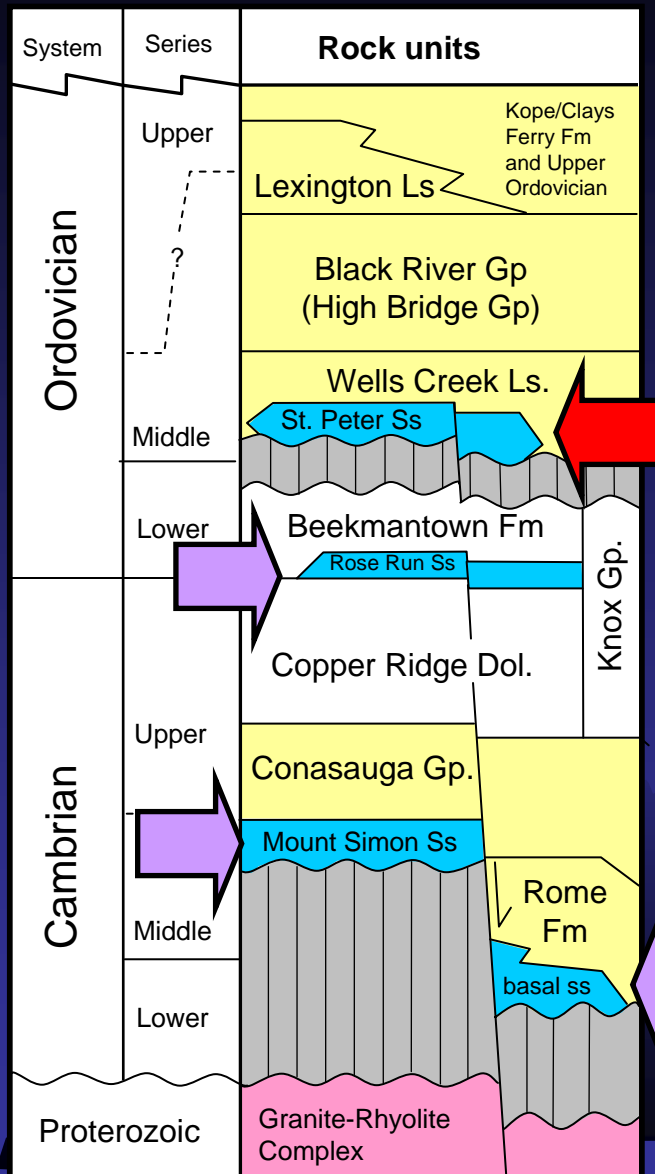 System
Series
Rock units
Ordovician
Upper
?
Middle
Lower
Kope/Clays
Ferry Fm
and Upper
Ordovician
Lexington Ls
Black River Gp
(High Bridge Gp)
Wells Creek Ls.
St. Peter Ss
Beekmantown Fm
Rose Run Ss
Knox Gp.
Copper Ridge Dol.
Cambrian
Upper
Middle
Lower
Conasauga Gp.
Mount Simon Ss
Rome
Fm
basal ss
Proterozoic
Granite-Rhyolite
Complex